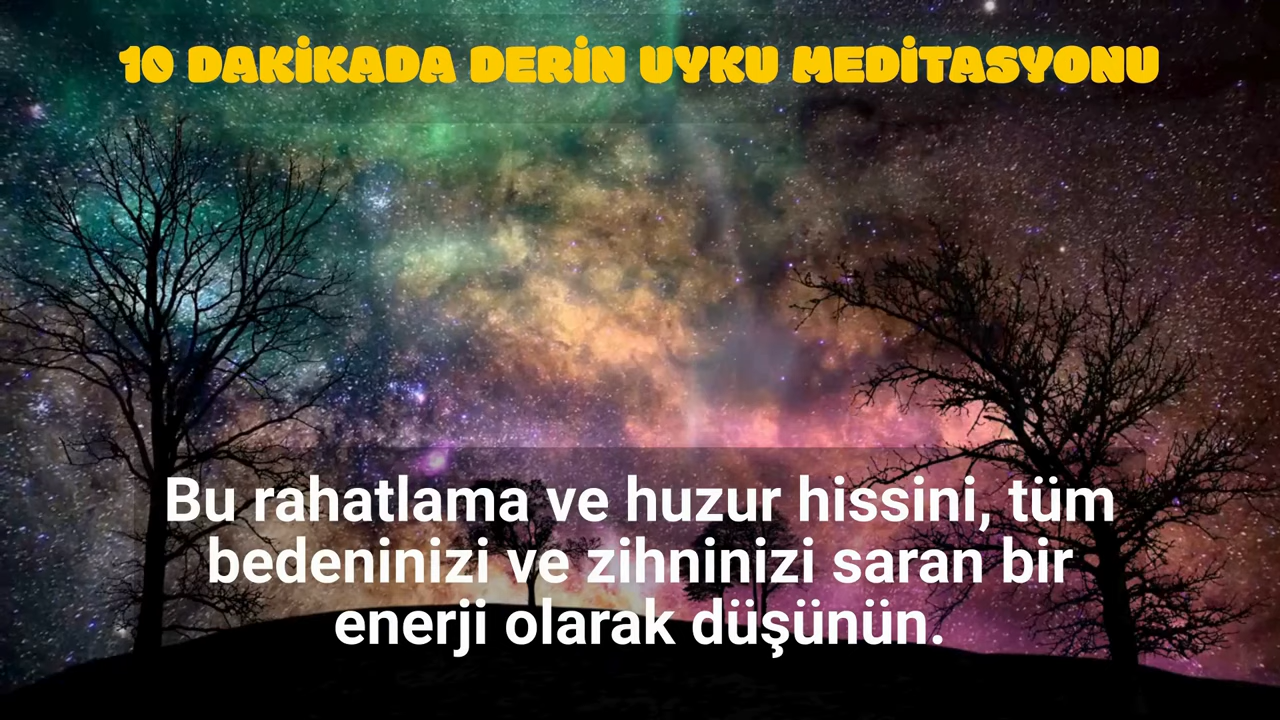 10 DAKİKADA DERİN UYKU MEDİTASYONU
Bu rahatlama ve huzur hissini, tüm
bedeninizi ve zihninizi saran bir
enerji olarak düşünün.